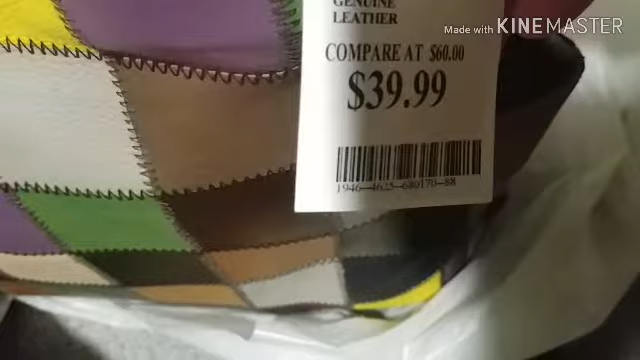 GENUINE
LEATHER
COMPARE AT $60.00
$39.99
1946-4625-680170-88
Made with KINEMASTER